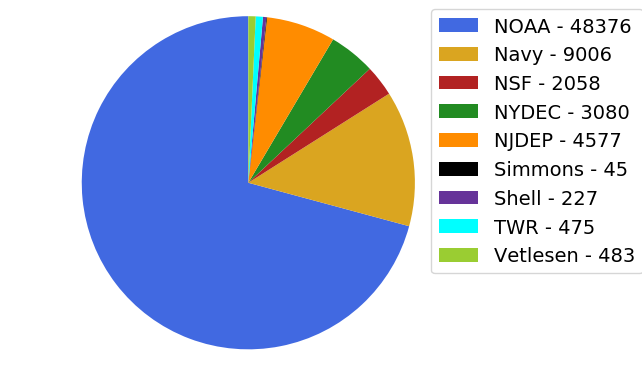 NOAA - 48376
Navy - 9006
NSF - 2058
NYDEC - 3080
NJDEP - 4577
Simmons - 45
Shell - 227
TWR - 475
Vetlesen - 483